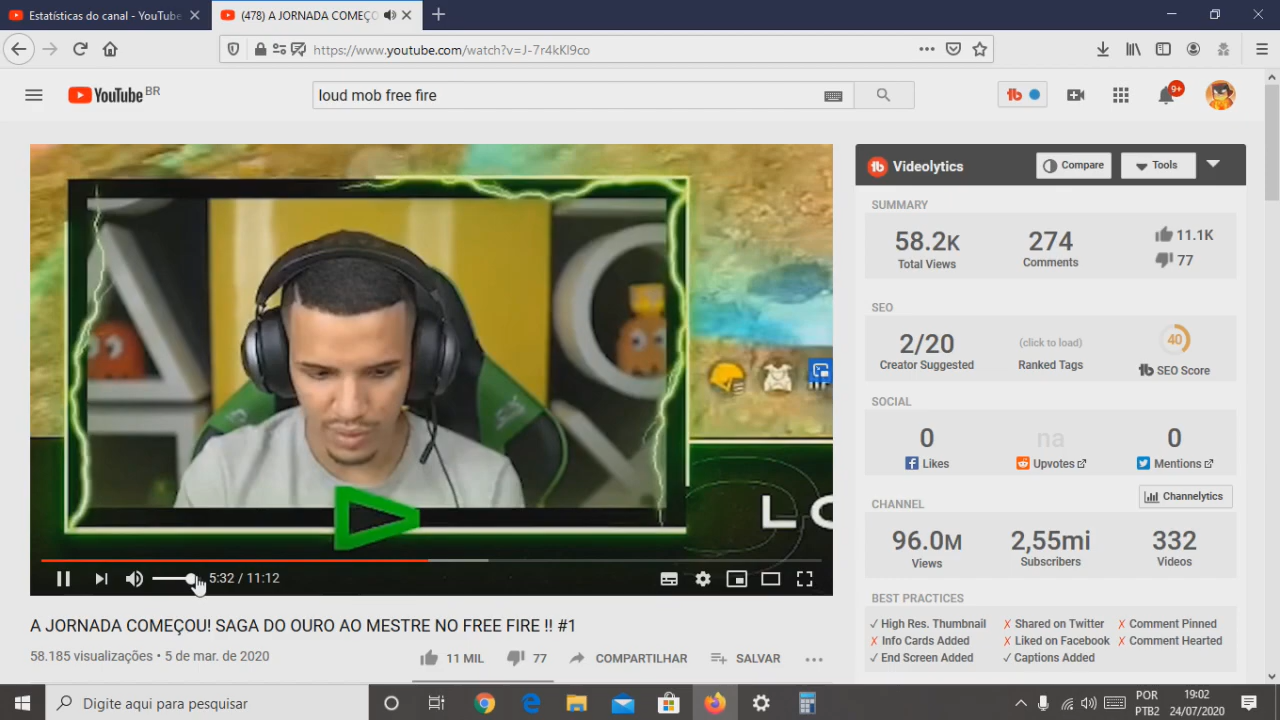 Estatísticas do canal - YouTube
(478) A JORNADA COMEÇO
https://www.youtube.com/watch?v=J-7r4kKl9co
YouTube BR
loud mob free fire
9+
Videolytics
Compare
Tools
SUMMARY
58.2K
Total Views
274
Comments
11.1K
77
SEO
2/20
Creator Suggested
(click to load)
Ranked Tags
40
SEO Score
SOCIAL
0
Likes
na
Upvotes
0
Mentions
Channelytics
CHANNEL
96.0M
Views
2,55mi
Subscribers
332
Videos
BEST PRACTICES
✓ High Res. Thumbnail
✗ Shared on Twitter
✗ Comment Pinned
✗ Info Cards Added
✗ Liked on Facebook
✗ Comment Hearted
✓ End Screen Added
✓ Captions Added
LO
5:32 / 11:12
A JORNADA COMEÇOU! SAGA DO OURO AO MESTRE NO FREE FIRE !! #1
58.185 visualizações • 5 de mar. de 2020
11 MIL
77
COMPARTILHAR
SALVAR
Digite aqui para pesquisar
POR
PTB2
19:02
24/07/2020